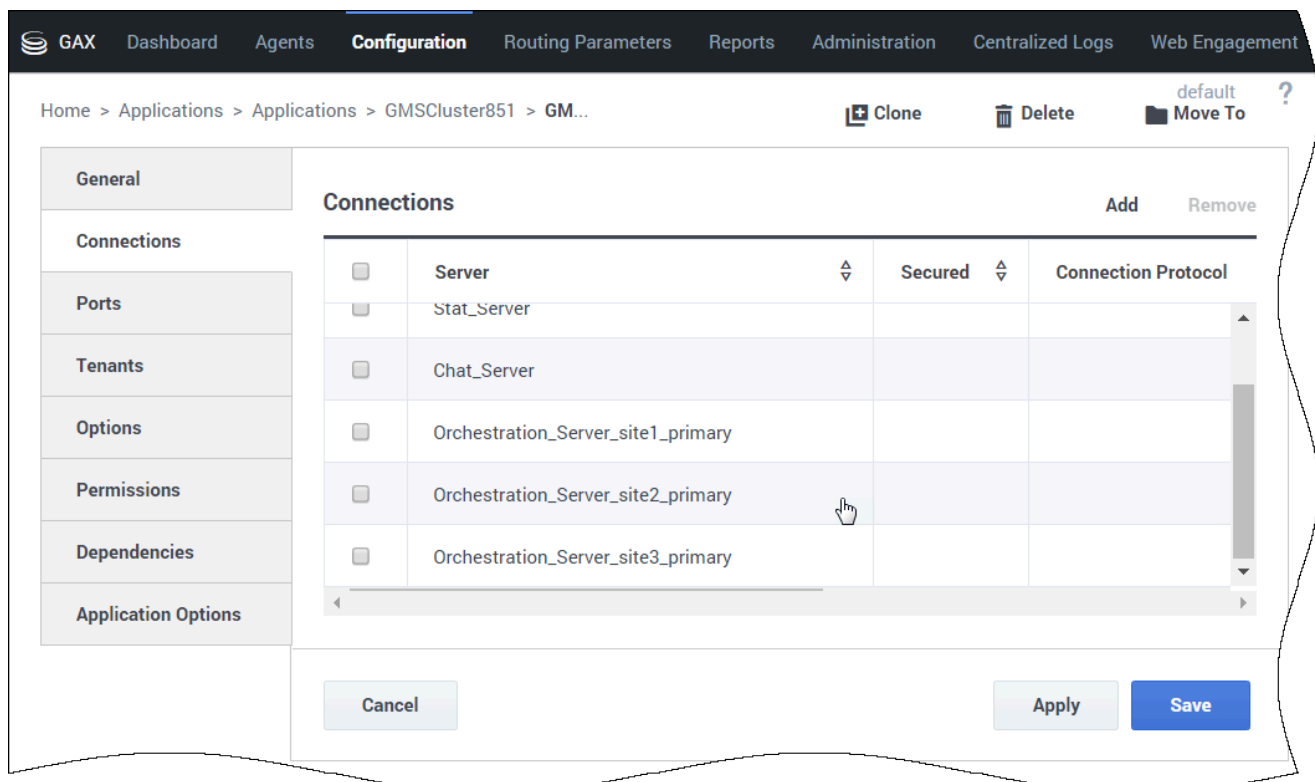 GAX Dashboard Agents Configuration Routing Parameters Reports Administration Centralized Logs Web Engagement
default ?
Home > Applications > Applications > GMSCluster851 > GM... Clone Delete Move To
General
Connections
Ports
Tenants
Options
Permissions
Dependencies
Application Options
Connections Add Remove
Server Secured Connection Protocol
Stat_Server
Chat_Server
Orchestration_Server_site1_primary
Orchestration_Server_site2_primary
Orchestration_Server_site3_primary
Cancel Apply Save